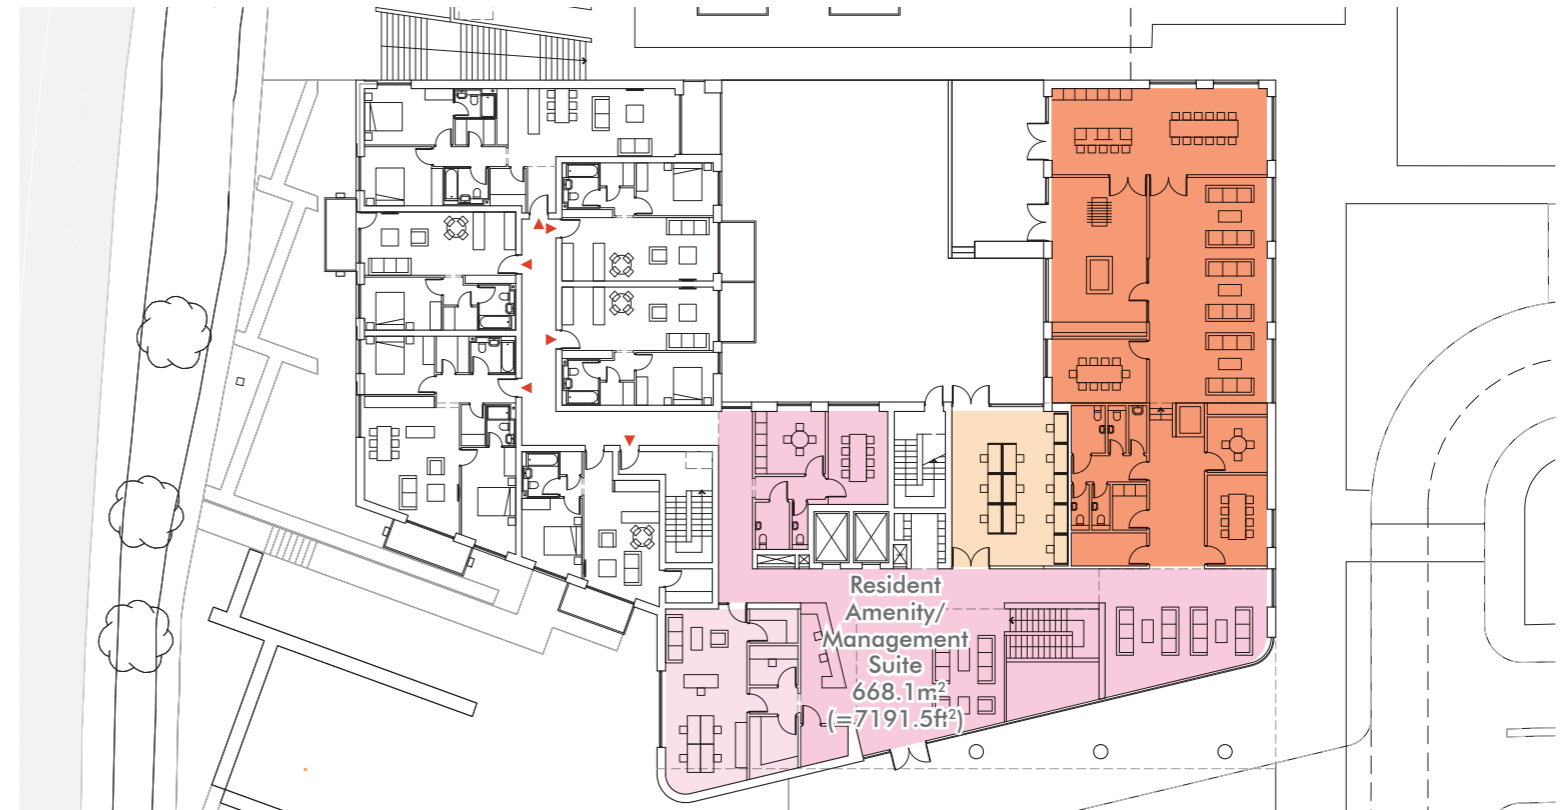 Resident
Amenity/
Management
Suite
668.1m²
(=7191.5ft²)